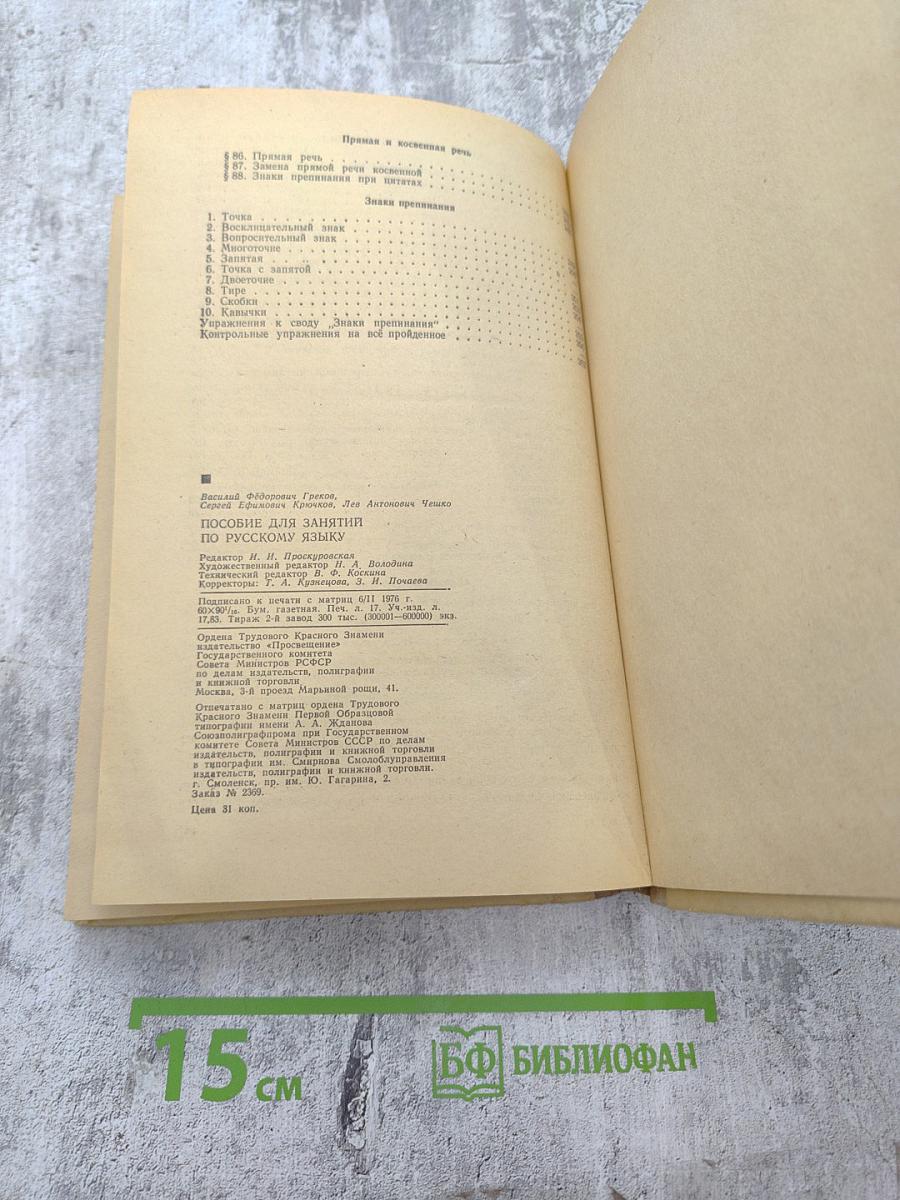 Прямая и косвенная речь
§ 86. Прямая речь
§ 87. Замена прямой речи косвенной
§ 88. Знаки препинания при цитатах
Знаки препинания
1. Точка
2. Восклицательный знак
3. Вопросительный знак
4. Многоточие
5. Запятая
6. Точка с запятой
7. Двоеточие
8. Тире
9. Скобки
10. Кавычки
Упражнения к своду „Знаки препинания“
Контрольные упражнения на всё пройденное
Василий Фёдорович Греков,
Сергей Ефимович Крючков, Лев Антонович Чешко
ПОСОБИЕ ДЛЯ ЗАНЯТИЙ
ПО РУССКОМУ ЯЗЫКУ
Редактор И. И. Проскуровская
Художественный редактор Н. А. Володина
Технический редактор В. Ф. Коскина
Корректоры: Т. А. Кузнецова, З. И. Почаева
Подписано к печати с матриц 6/II 1976 г.
60×90¹/₁₆. Бум. газетная. Печ. л. 17. Уч.-изд. л.
17,83. Тираж 2-й завод 300 тыс. (300001—600000) экз.
Ордена Трудового Красного Знамени
издательство «Просвещение»
Государственного комитета
Совета Министров РСФСР
по делам издательств, полиграфии
и книжной торговли
Москва, 3-й проезд Марьиной рощи, 41.
Отпечатано с матриц ордена Трудового
Красного Знамени Первой Образцовой
типографии имени А. А. Жданова
Союзполиграфпрома при Государственном
комитете Совета Министров СССР по делам
издательств, полиграфии и книжной торговли
в типографии им. Смирнова Смолоблуправления
издательств, полиграфии и книжной торговли.
г. Смоленск, пр. им. Ю. Гагарина, 2.
Заказ № 2369.
Цена 31 коп.
15 см
БФ БИБЛИОФАН